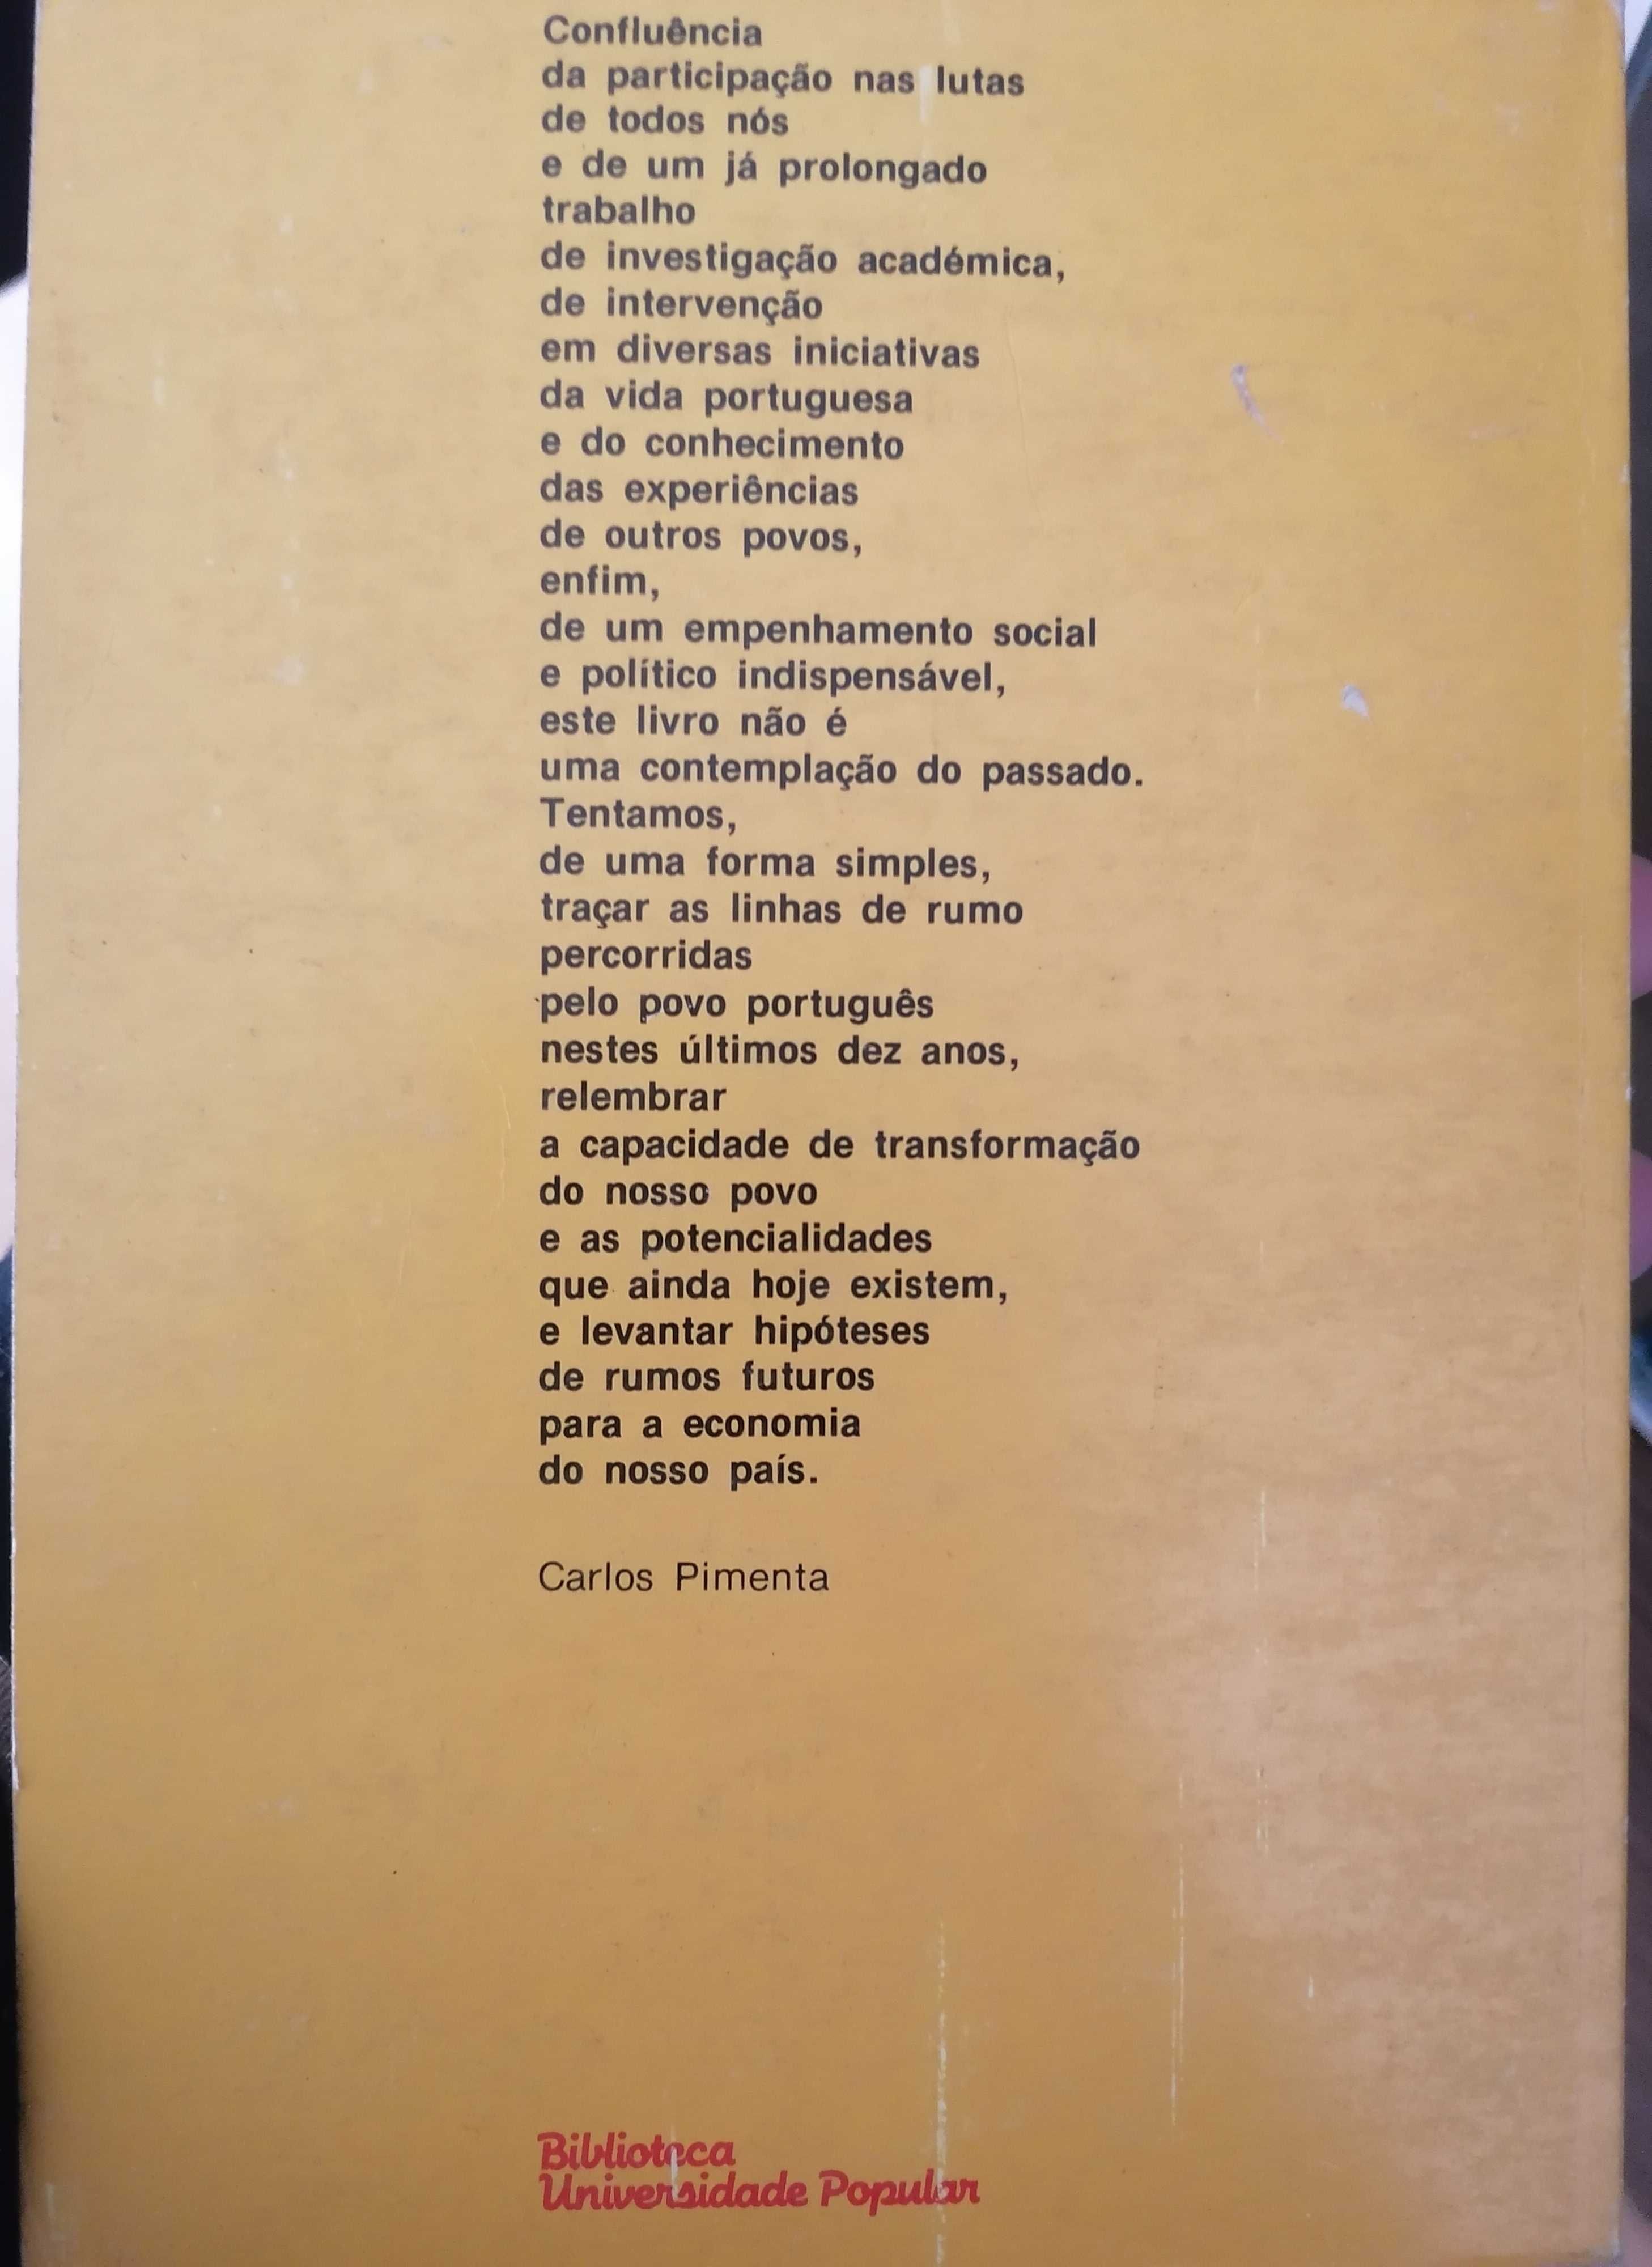 Confluência
da participação nas lutas
de todos nós
e de um já prolongado
trabalho
de investigação académica,
de intervenção
em diversas iniciativas
da vida portuguesa
e do conhecimento
das experiências
de outros povos,
enfim,
de um empenhamento social
e político indispensável,
este livro não é
uma contemplação do passado.
Tentamos,
de uma forma simples,
traçar as linhas de rumo
percorridas
pelo povo português
nestes últimos dez anos,
relembrar
a capacidade de transformação
do nosso povo
e as potencialidades
que ainda hoje existem,
e levantar hipóteses
de rumos futuros
para a economia
do nosso país.
Carlos Pimenta
Biblioteca
Universidade Popular